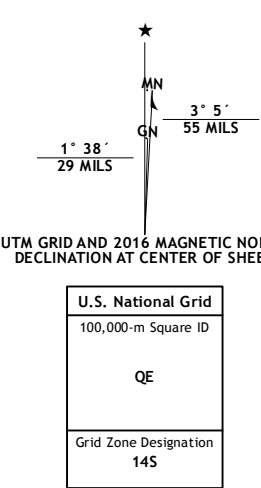 ★
MN
3° 5´
55 MILS
GN
1° 38´
29 MILS
UTM GRID AND 2016 MAGNETIC NO
DECLINATION AT CENTER OF SHEE
U.S. National Grid
100,000-m Square ID
QE
Grid Zone Designation
14S